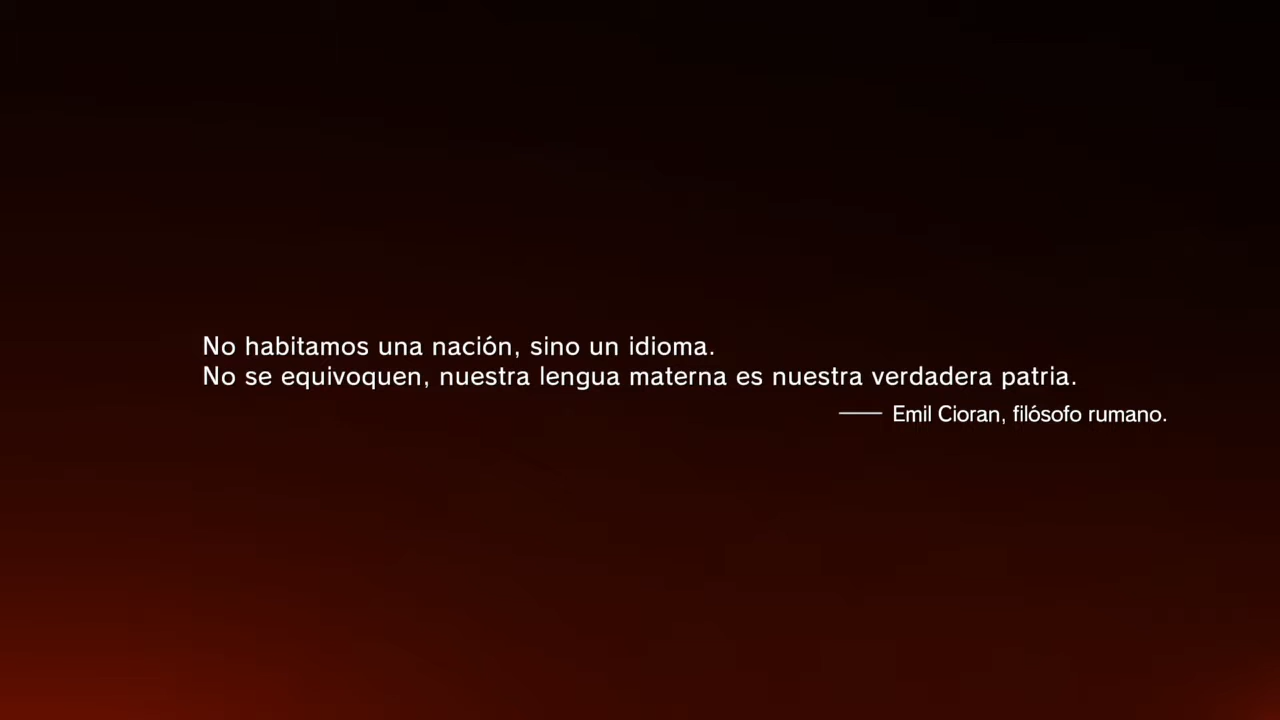 No habitamos una nación, sino un idioma.
No se equivoquen, nuestra lengua materna es nuestra verdadera patria.
—— Emil Cioran, filósofo rumano.